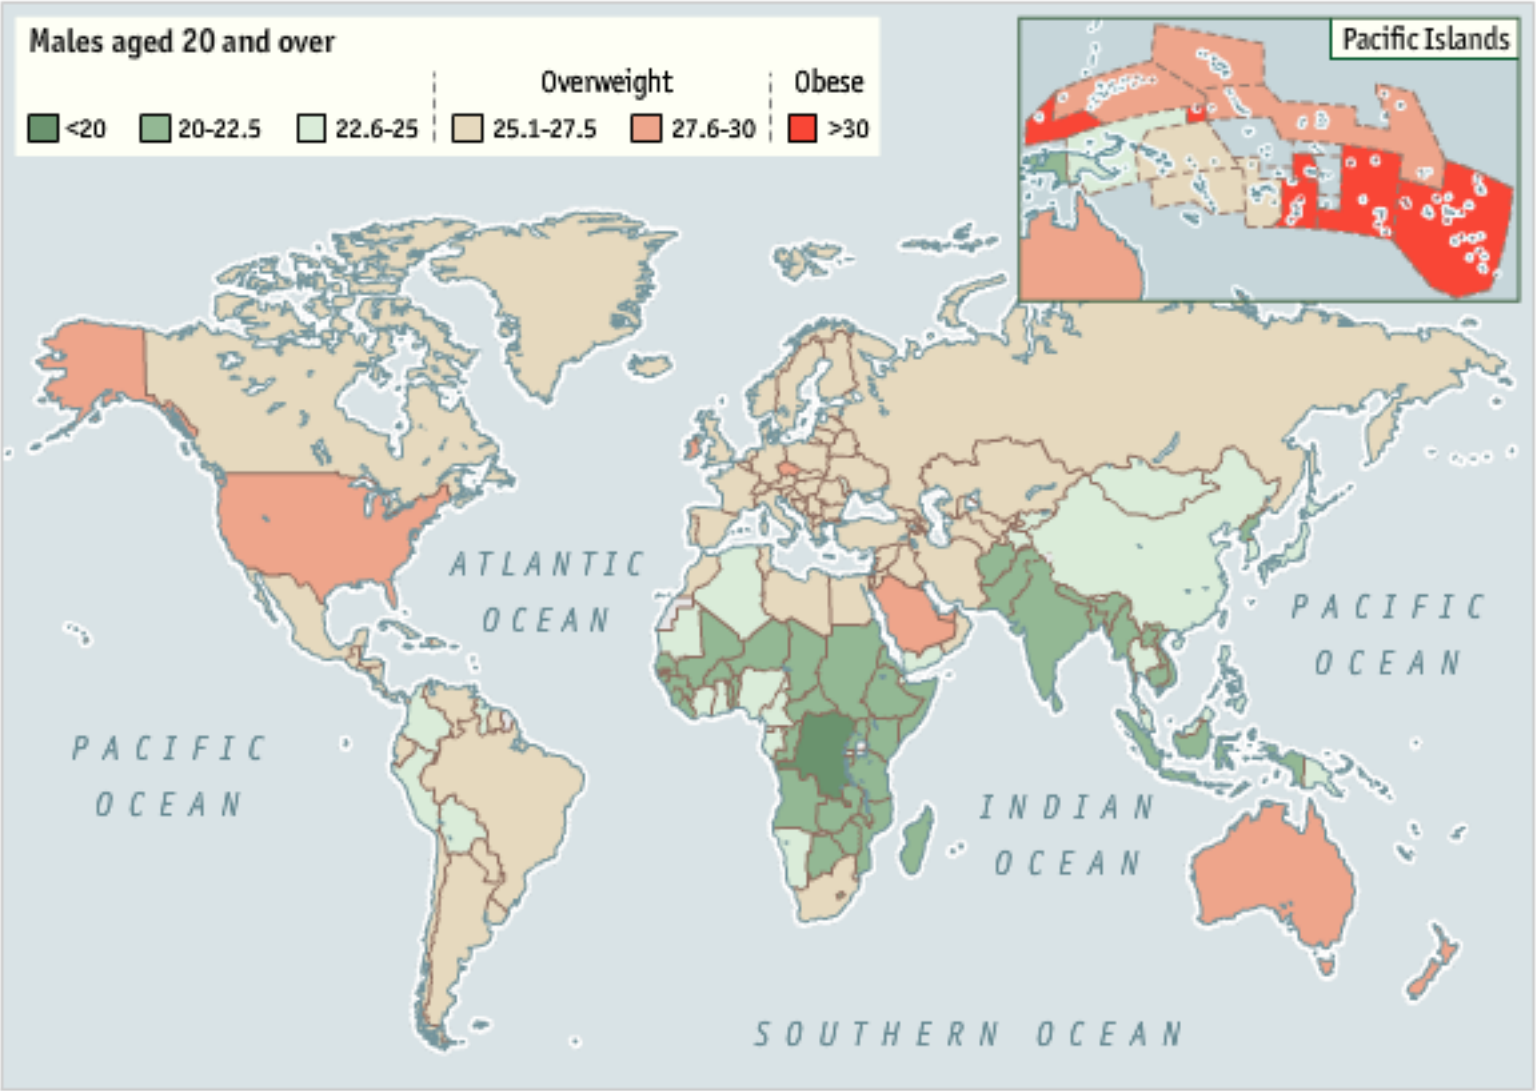 Males aged 20 and over
Overweight
Obese
<20
20-22.5
22.6-25
25.1-27.5
27.6-30
>30
Pacific Islands
ATLANTIC
OCEAN
PACIFIC
OCEAN
PACIFIC
OCEAN
INDIAN
OCEAN
SOUTHERN OCEAN